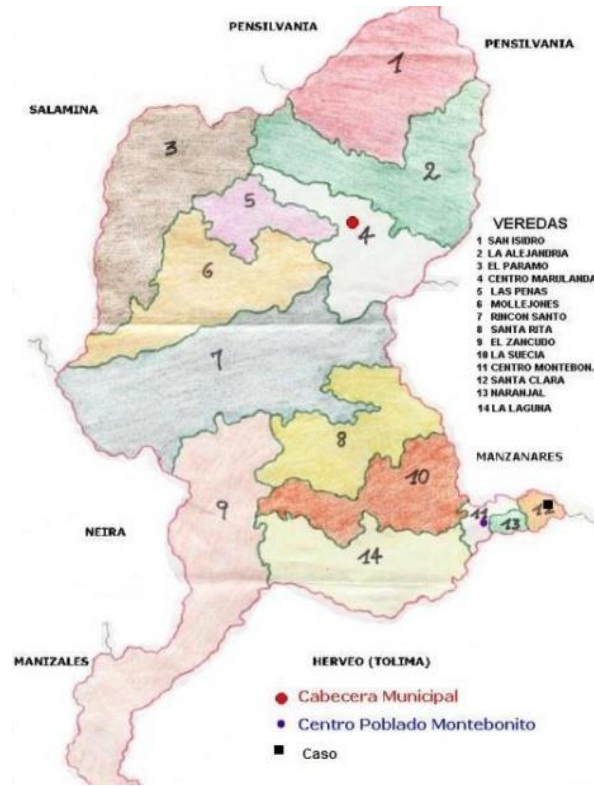 PENSILVANIA
PENSILVANIA
SALAMINA
1
2
3
4
5
6
7
8
9
10
11
12
13
14
VEREDAS
1 SAN ISIDRO
2 LA ALEJANDRIA
3 EL PARAMO
4 CENTRO MARULANDA
5 LAS PENAS
6 MOLLEJONES
7 RINCON SANTO
8 SANTA RITA
9 EL ZANCUDO
10 LA SUECIA
11 CENTRO MONTEBON.
12 SANTA CLARA
13 NARANJAL
14 LA LAGUNA
MANZANARES
NEIRA
MANIZALES
HERVEO (TOLIMA)
Cabecera Municipal
Centro Poblado Montebonito
Caso